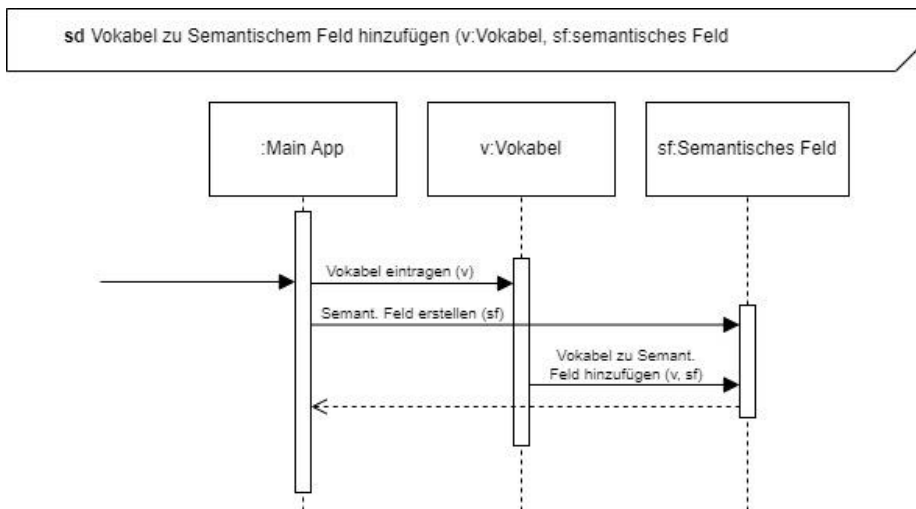 sd Vokabel zu Semantischem Feld hinzufügen (v:Vokabel, sf:semantisches Feld
:Main App
v:Vokabel
sf:Semantisches Feld
Vokabel eintragen (v)
Semant. Feld erstellen (sf)
Vokabel zu Semant.
Feld hinzufügen (v, sf)